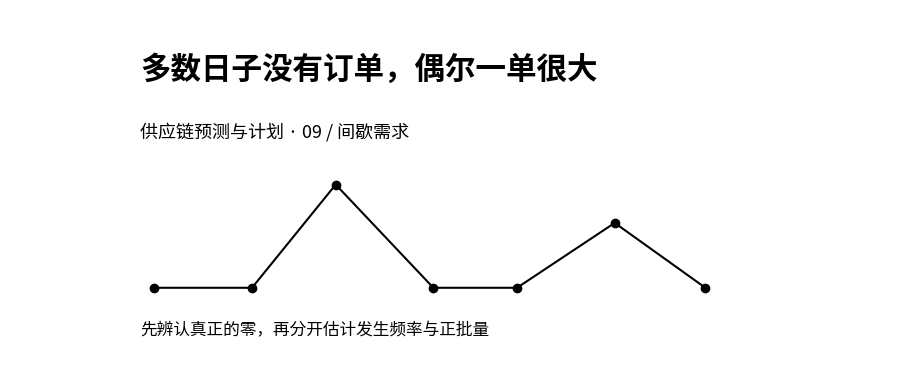 多数日子没有订单，偶尔一单很大
供应链预测与计划 · 09 / 间歇需求
先辨认真正的零，再分开估计发生频率与正批量